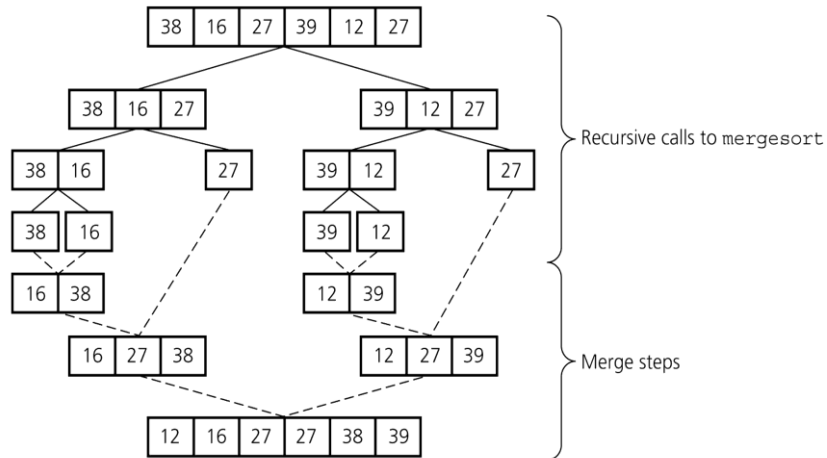 38 16 27 39 12 27
38 16 27 39 12 27
Recursive calls to mergesort
38 16 27 39 12 27
38 16 39 12
16 38 12 39
16 27 38 12 27 39
Merge steps
12 16 27 27 38 39